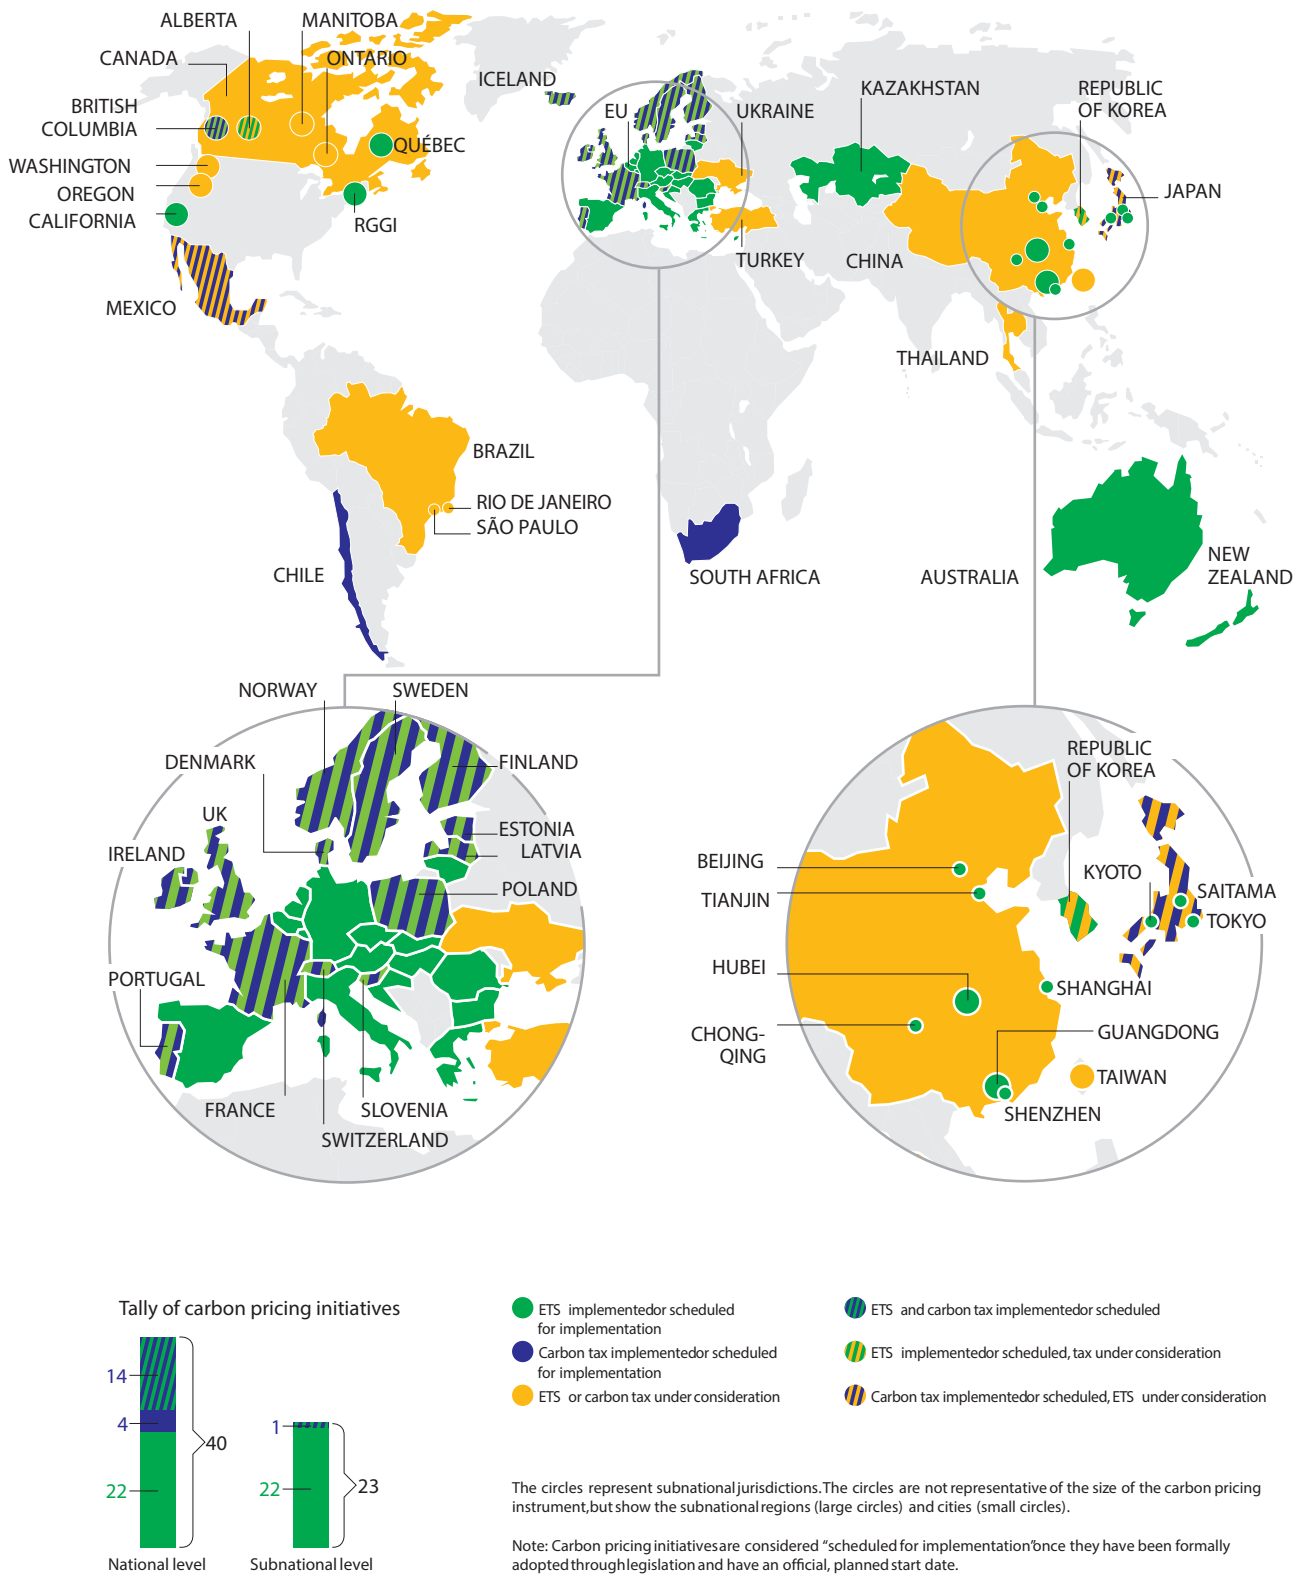 ALBERTA
MANITOBA
CANADA
ONTARIO
ICELAND
BRITISH
COLUMBIA
EU
UKRAINE
KAZAKHSTAN
REPUBLIC
OF KOREA
QUÉBEC
WASHINGTON
OREGON
CALIFORNIA
RGGI
JAPAN
TURKEY
CHINA
MEXICO
THAILAND
BRAZIL
RIO DE JANEIRO
SÃO PAULO
CHILE
SOUTH AFRICA
AUSTRALIA
NEW
ZEALAND
NORWAY
SWEDEN
DENMARK
FINLAND
UK
ESTONIA
LATVIA
IRELAND
POLAND
PORTUGAL
FRANCE
SLOVENIA
SWITZERLAND
REPUBLIC
OF KOREA
BEIJING
KYOTO
TIANJIN
SAITAMA
TOKYO
HUBEI
SHANGHAI
CHONG-
QING
GUANGDONG
TAIWAN
SHENZHEN
Tally of carbon pricing initiatives
14
4
40
22
National level
1
22
23
Subnational level
ETS implementedor scheduled
for implementation
Carbon tax implementedor scheduled
for implementation
ETS or carbon tax under consideration
ETS and carbon tax implementedor scheduled
ETS implementedor scheduled, tax under consideration
Carbon tax implementedor scheduled, ETS under consideration
The circles represent subnational jurisdictions. The circles are not representative of the size of the carbon pricing
instrument, but show the subnational regions (large circles) and cities (small circles).
Note: Carbon pricing initiatives are considered “scheduled for implementation” once they have been formally
adopted through legislation and have an official, planned start date.